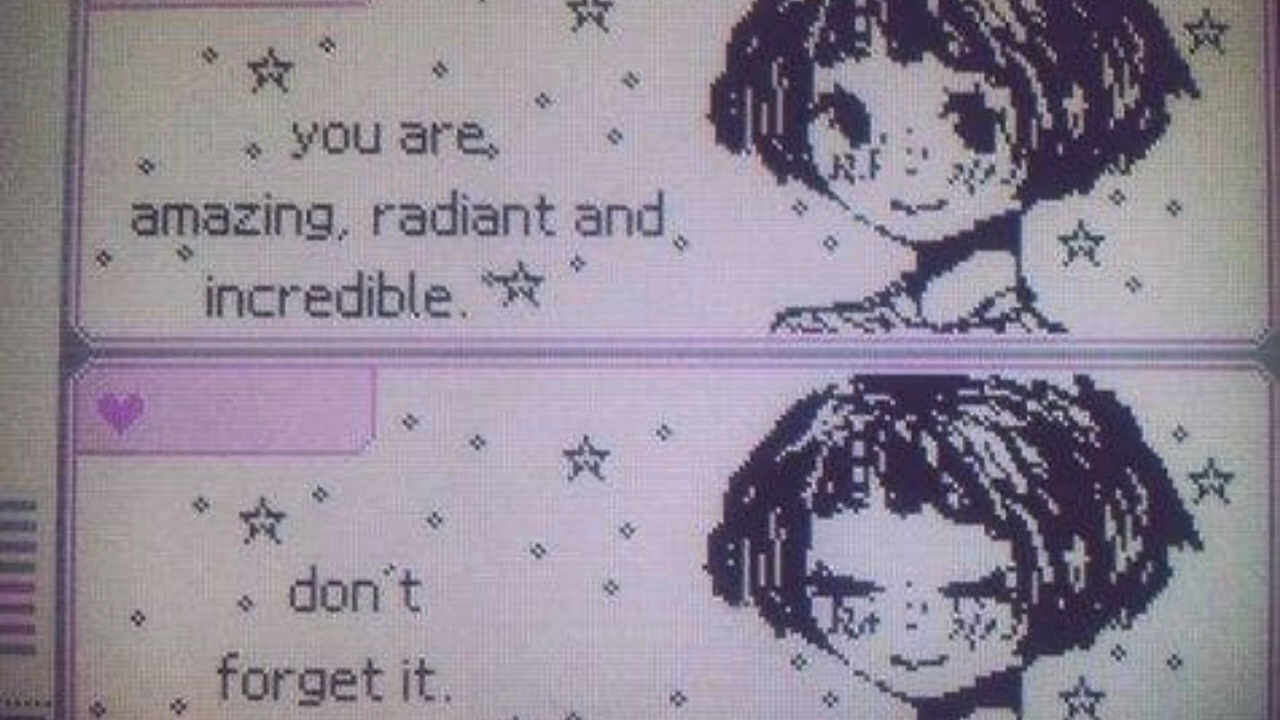 you are
amazing, radiant and
incredible.
don't
forget it.